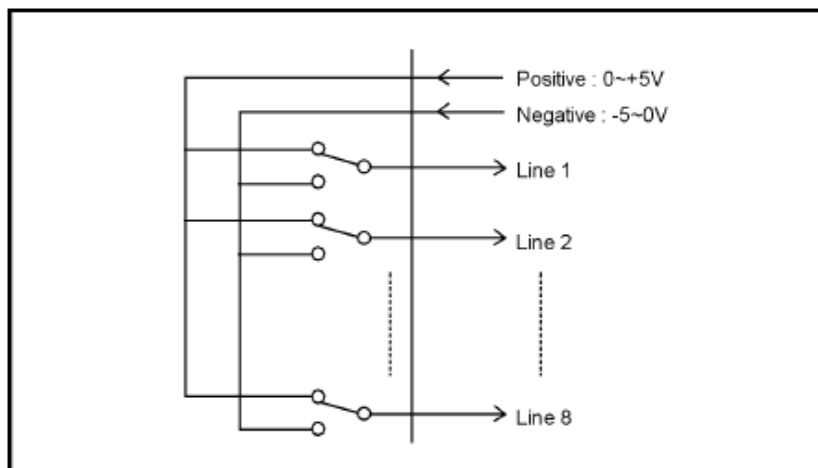 Positive : 0~+5V
Negative : -5~0V
Line 1
Line 2
Line 8